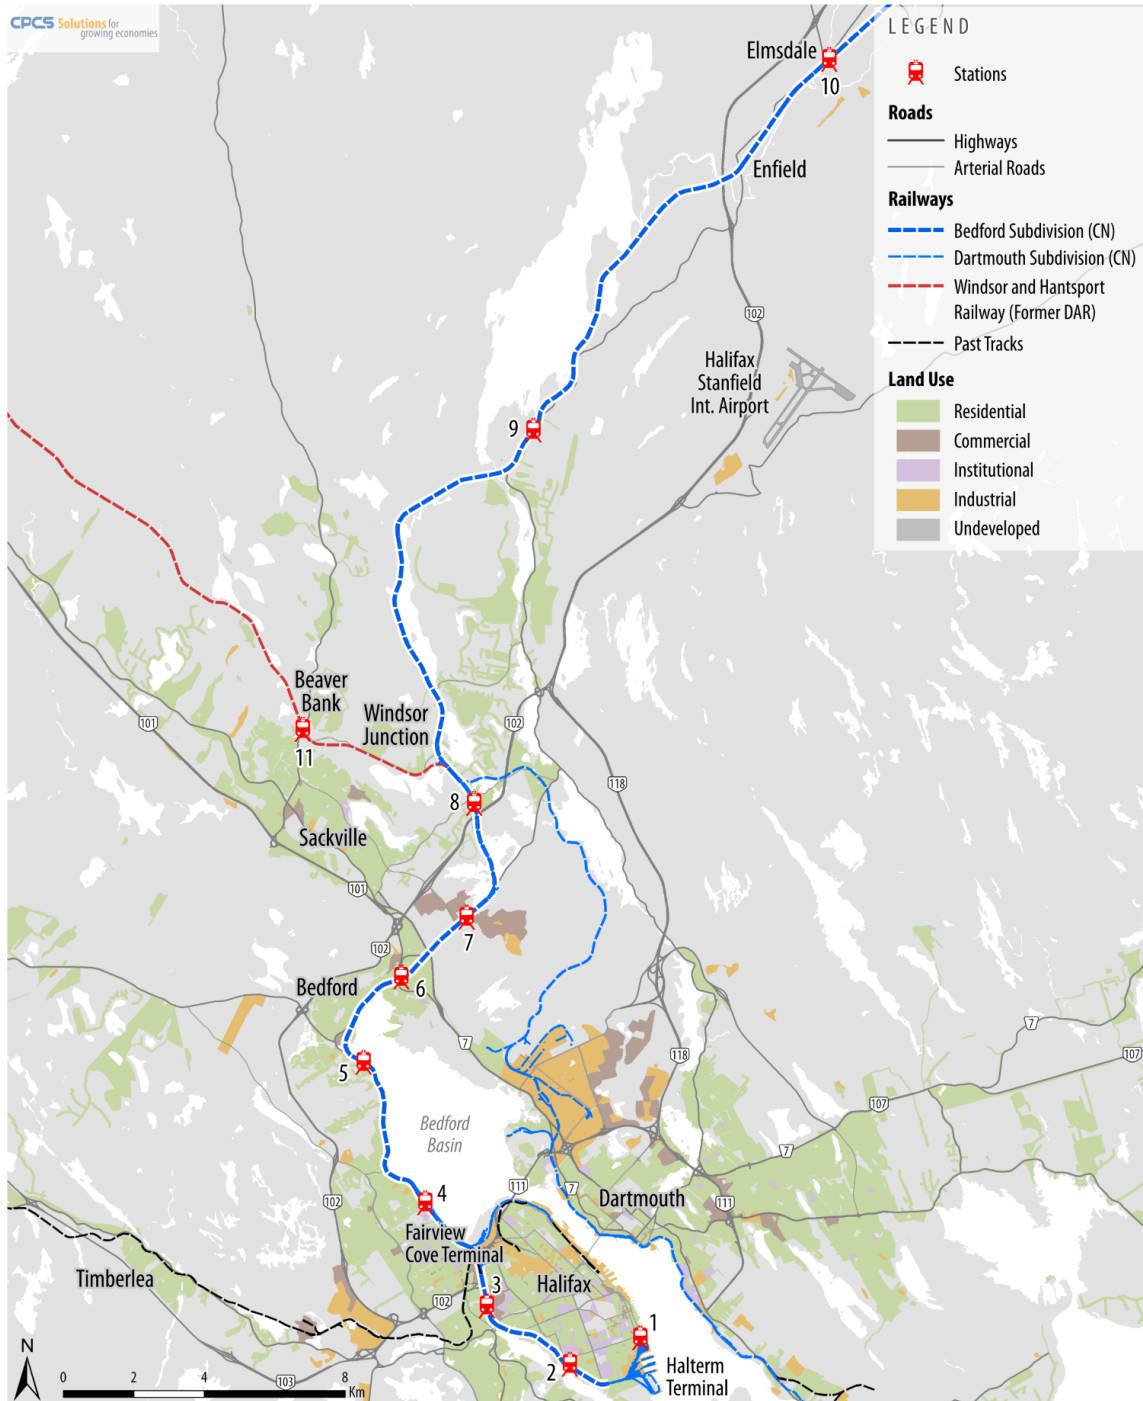 CPCS Solutions for
growing economies
LEGEND
Stations
Roads
Highways
Arterial Roads
Railways
Bedford Subdivision (CN)
Dartmouth Subdivision (CN)
Windsor and Hantsport
Railway (Former DAR)
Past Tracks
Land Use
Residential
Commercial
Institutional
Industrial
Undeveloped
Elmsdale
10
Enfield
102
Halifax
Stanfield
Int. Airport
9
Beaver
Bank
11
Windsor
Junction
101
102
118
8
Sackville
101
7
102
Bedford
6
7
118
5
7
107
107
Bedford
Basin
7
4
102
111
7
Dartmouth
111
Fairview
Cove Terminal
Timberlea
Halifax
3
102
1
2
Halterm
Terminal
103
N
0 2 4 8
Km